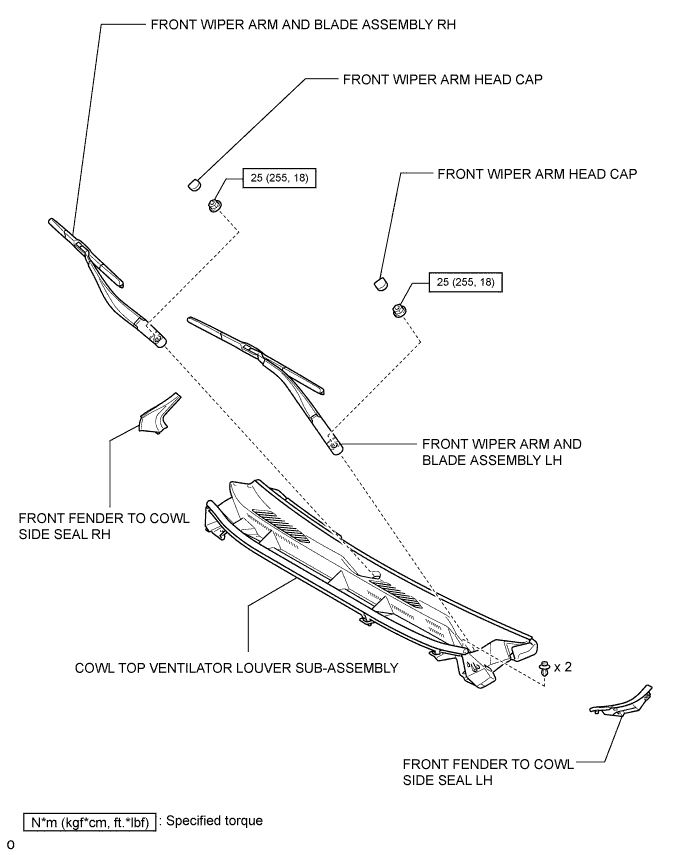 FRONT WIPER ARM AND BLADE ASSEMBLY RH
FRONT WIPER ARM HEAD CAP
25 (255, 18)
FRONT WIPER ARM HEAD CAP
25 (255, 18)
FRONT WIPER ARM AND
BLADE ASSEMBLY LH
FRONT FENDER TO COWL
SIDE SEAL RH
COWL TOP VENTILATOR LOUVER SUB-ASSEMBLY
x 2
FRONT FENDER TO COWL
SIDE SEAL LH
N*m (kgf*cm, ft.*lbf) : Specified torque
O